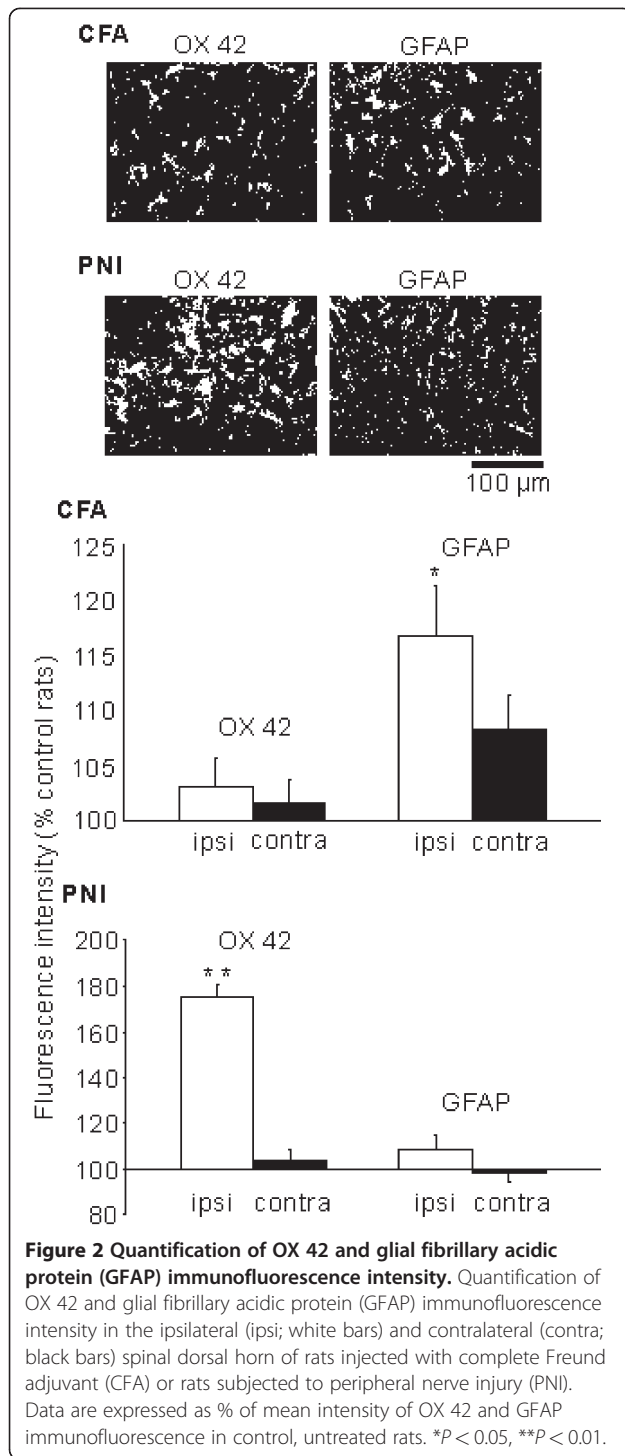 CFA
OX 42 GFAP
PNI
OX 42 GFAP
100 µm
CFA
125
120
115
110
105
100
GFAP
*
OX 42
ipsi contra ipsi contra
Fluorescence intensity (% control rats)
PNI
200
180
160
140
120
100
80
OX 42
**
GFAP
ipsi contra ipsi contra
Figure 2 Quantification of OX 42 and glial fibrillary acidic
protein (GFAP) immunofluorescence intensity. Quantification of
OX 42 and glial fibrillary acidic protein (GFAP) immunofluorescence
intensity in the ipsilateral (ipsi; white bars) and contralateral (contra;
black bars) spinal dorsal horn of rats injected with complete Freund
adjuvant (CFA) or rats subjected to peripheral nerve injury (PNI).
Data are expressed as % of mean intensity of OX 42 and GFAP
immunofluorescence in control, untreated rats. *P < 0.05, **P < 0.01.